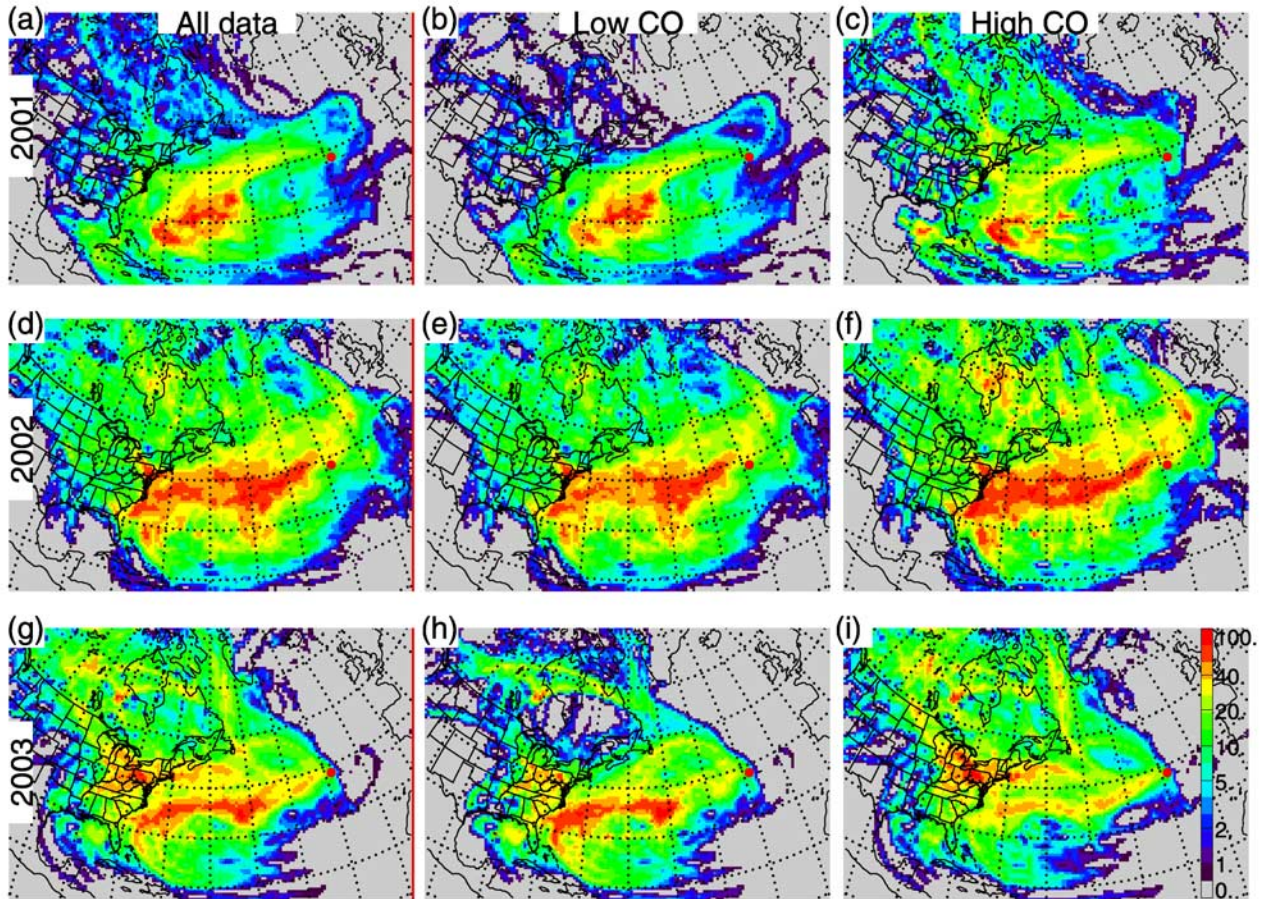 (a) All data
(b) Low CO
(c) High CO
2001
(d)
(e)
(f)
2002
(g)
(h)
(i)
2003
100.
40.
20.
10.
5.
2.
1.
0.